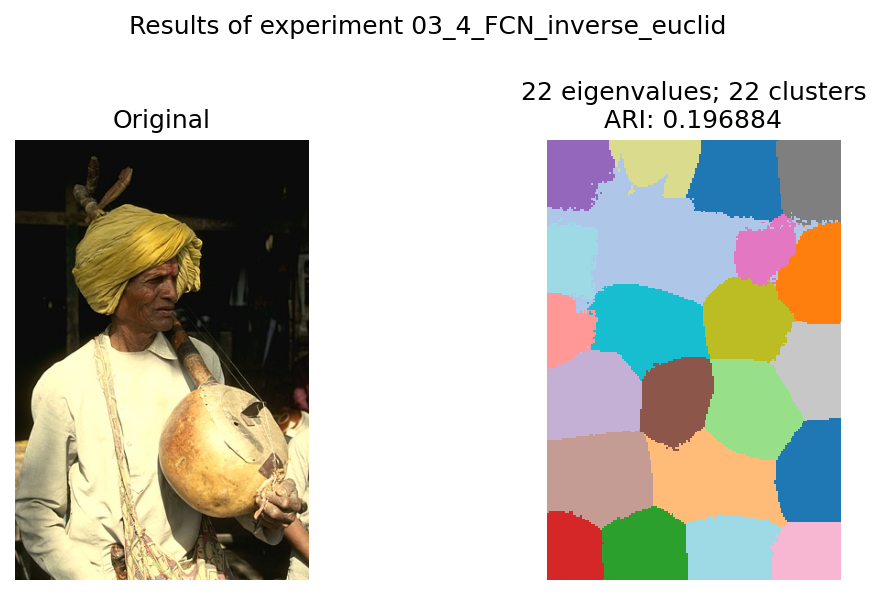 Results of experiment 03_4_FCN_inverse_euclid
Original
22 eigenvalues; 22 clusters
ARI: 0.196884